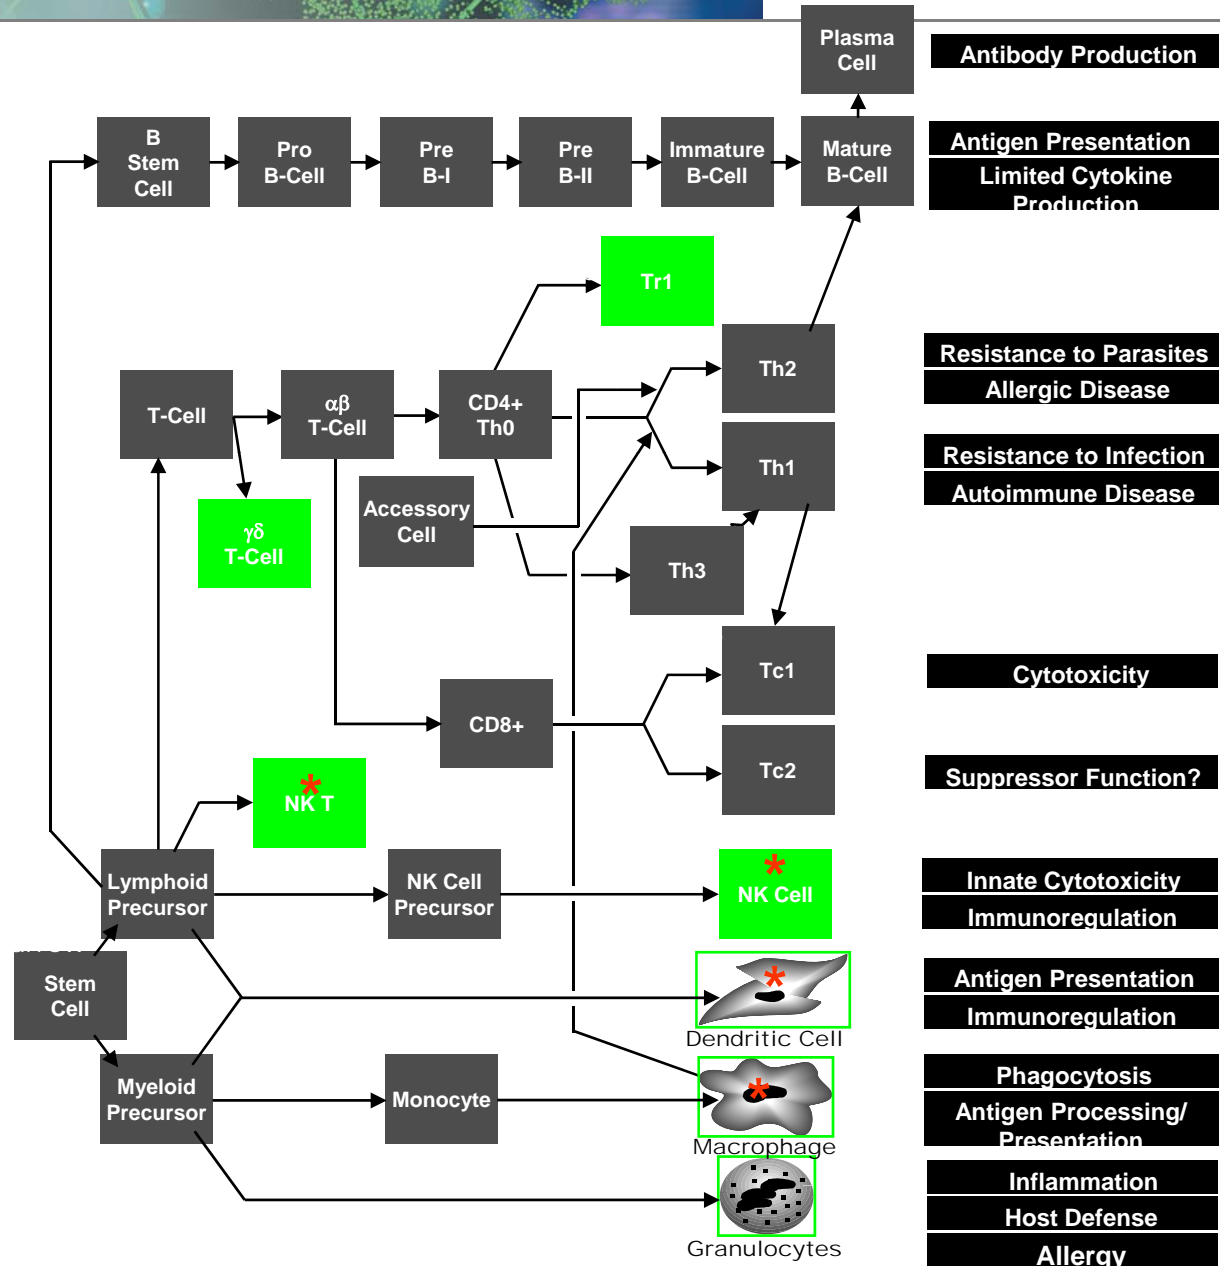 Plasma
Cell
Antibody Production
B
Stem
Cell
Pro
B-Cell
Pre
B-I
Pre
B-II
Immature
B-Cell
Mature
B-Cell
Antigen Presentation
Limited Cytokine
Production
Tr1
Th2
Resistance to Parasites
Allergic Disease
T-Cell
αβ
T-Cell
CD4+
Th0
Th1
Resistance to Infection
Autoimmune Disease
Accessory
Cell
γδ
T-Cell
Th3
Tc1
Cytotoxicity
CD8+
Tc2
Suppressor Function?
*
NK T
Lymphoid
Precursor
NK Cell
Precursor
*
NK Cell
Innate Cytotoxicity
Immunoregulation
Stem
Cell
*
Dendritic Cell
Antigen Presentation
Immunoregulation
Myeloid
Precursor
Monocyte
*
Macrophage
Phagocytosis
Antigen Processing/
Presentation
Granulocytes
Inflammation
Host Defense
Allergy